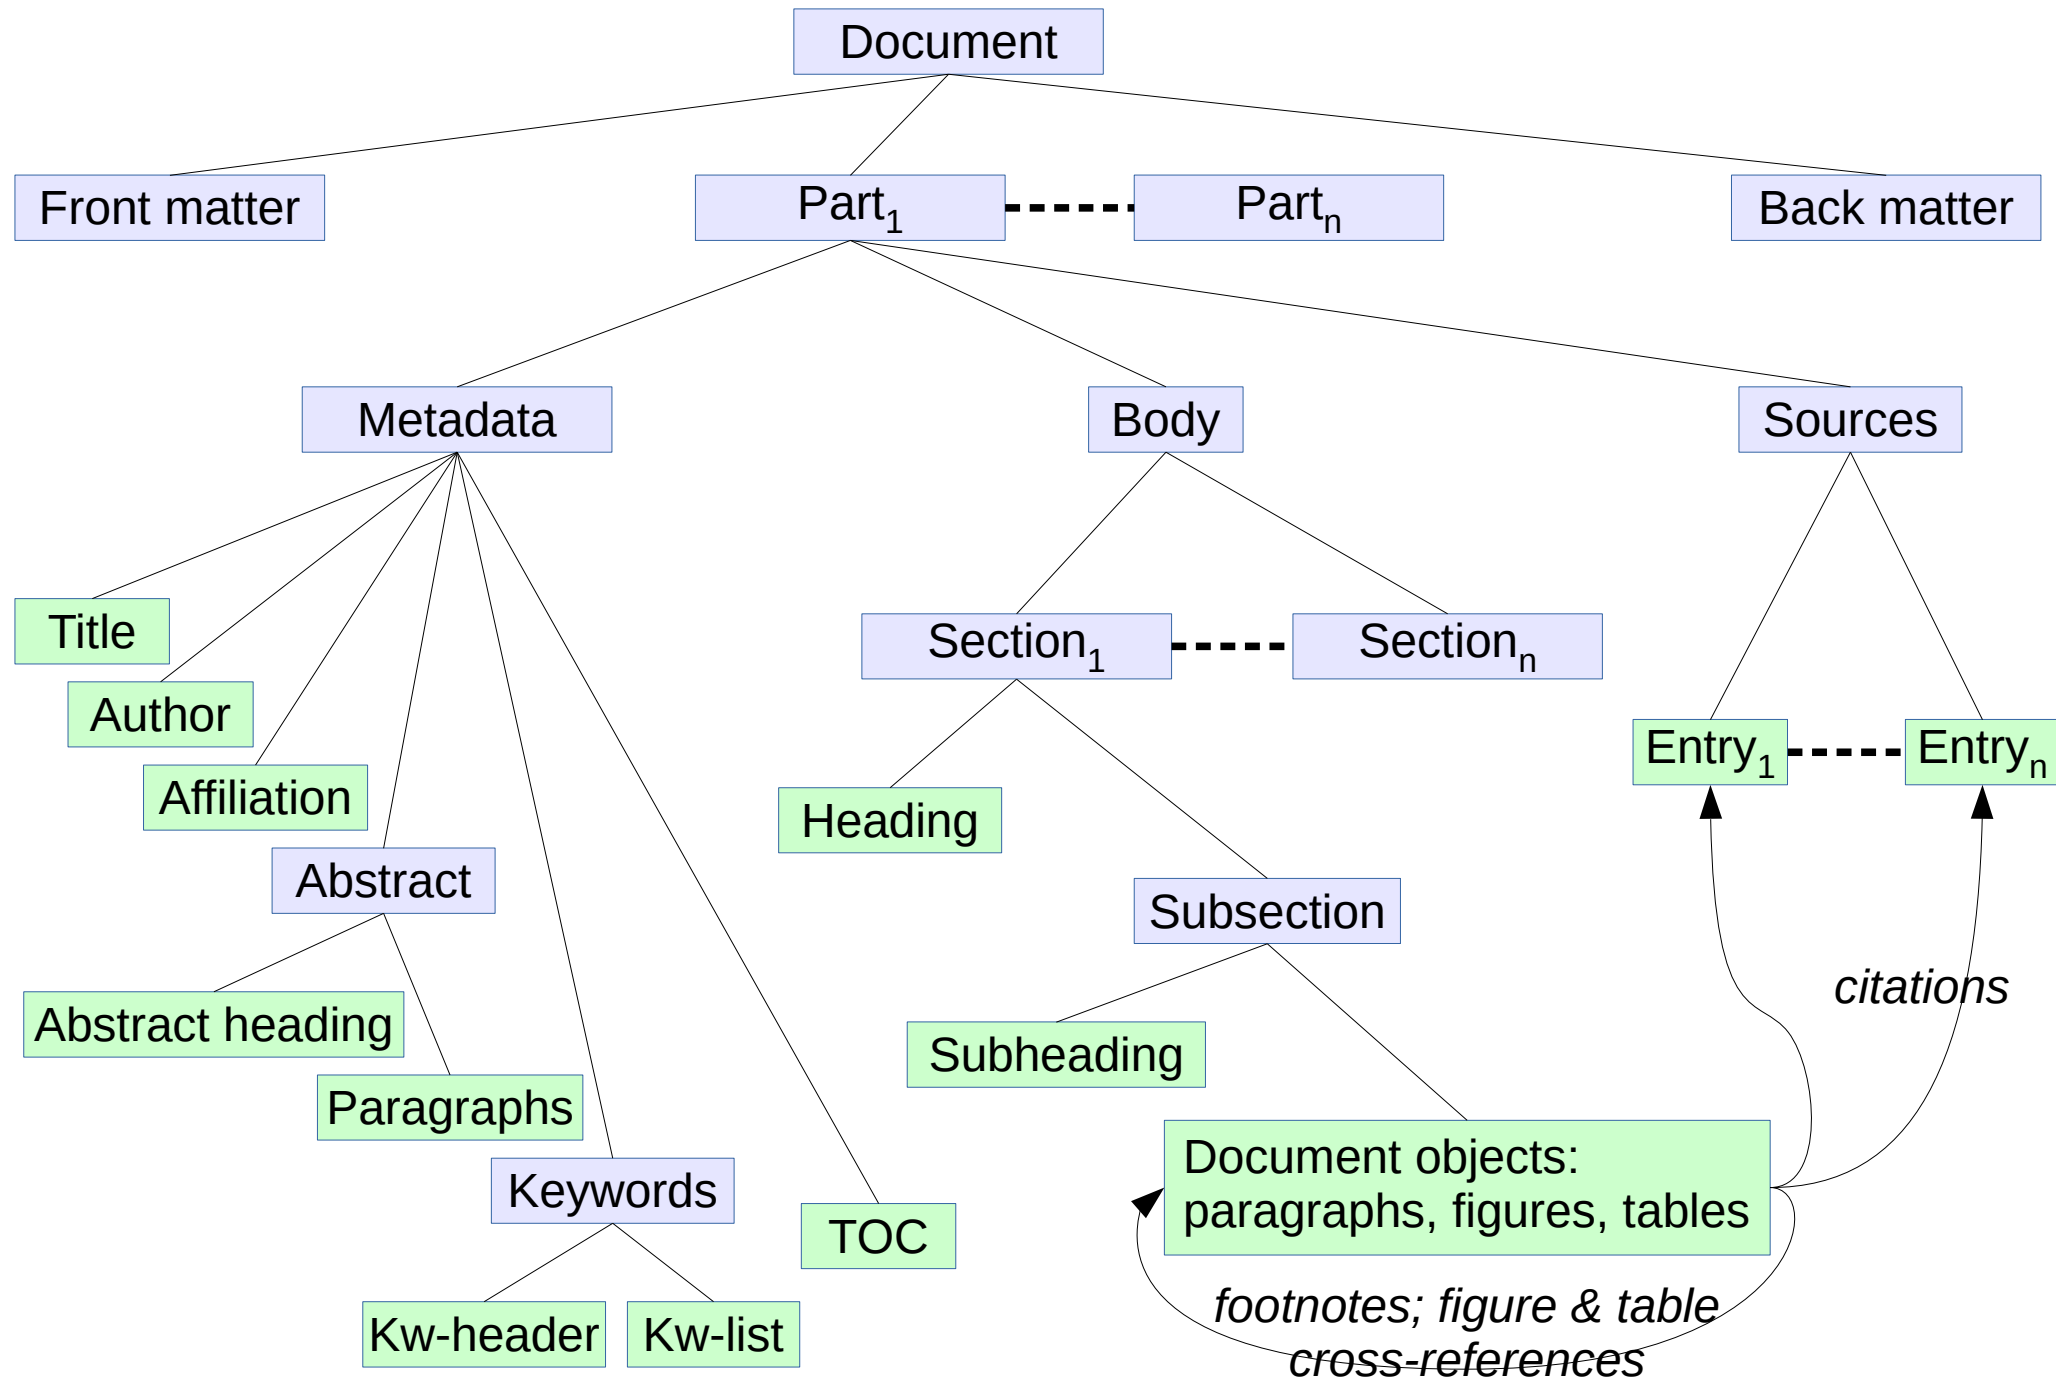 Document
Front matter
Part1
Partn
Back matter
Metadata
Body
Sources
Title
Section1
Sectionn
Author
Entry1
Entryn
Affiliation
Heading
Abstract
Subsection
citations
Abstract heading
Subheading
Paragraphs
Document objects:
paragraphs, figures, tables
Keywords
TOC
footnotes; figure & table
cross-references
Kw-header
Kw-list